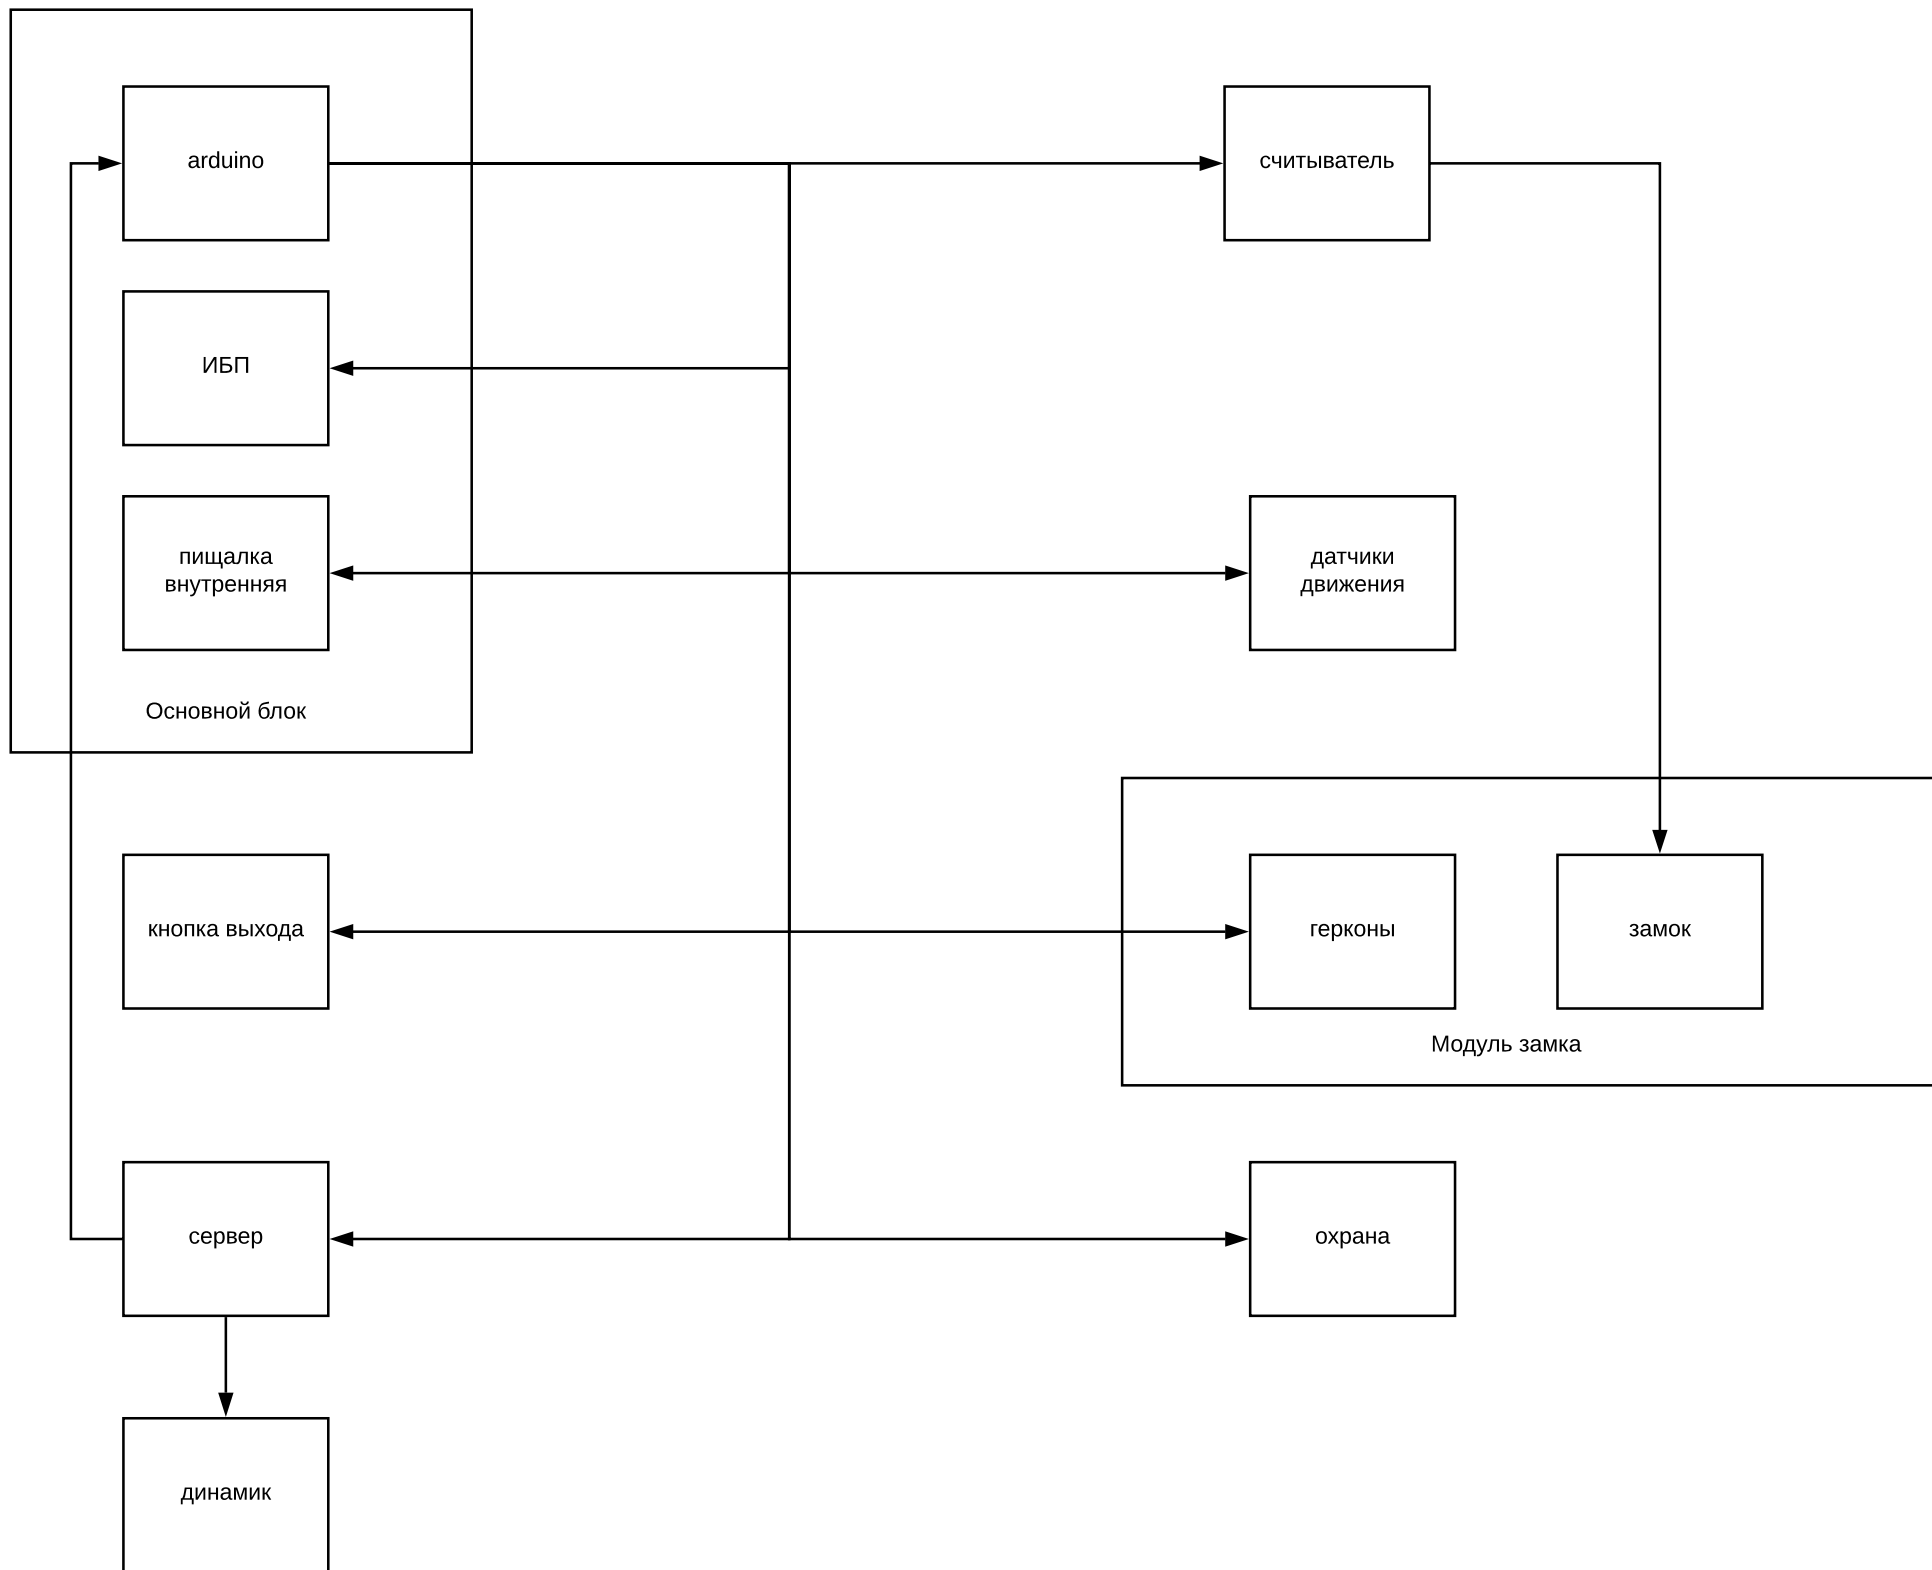 arduino
считыватель
ИБП
пищалка
внутренняя
датчики
движения
Основной блок
кнопка выхода
герконы
замок
Модуль замка
сервер
охрана
динамик